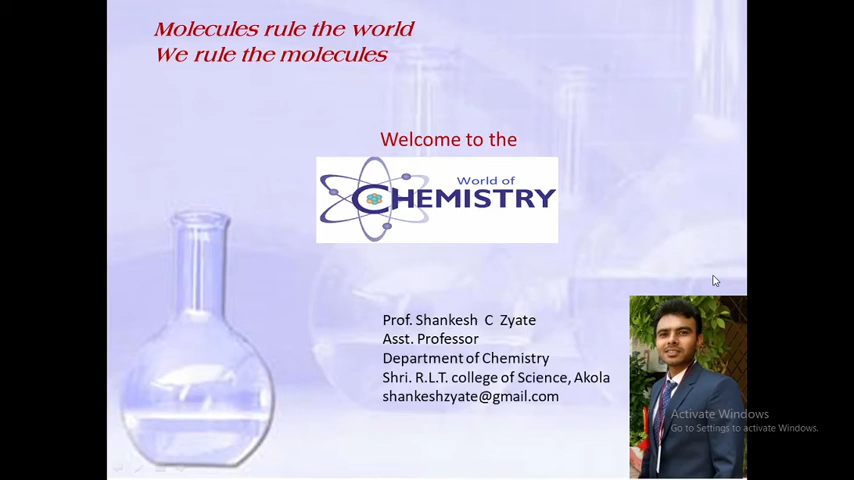 Molecules rule the world
We rule the molecules
Welcome to the
World of
CHEMISTRY
Prof. Shankesh C Zyate
Asst. Professor
Department of Chemistry
Shri. R.L.T. college of Science, Akola
shankeshzyate@gmail.com
Activate Windows
Go to Settings to activate Windows.